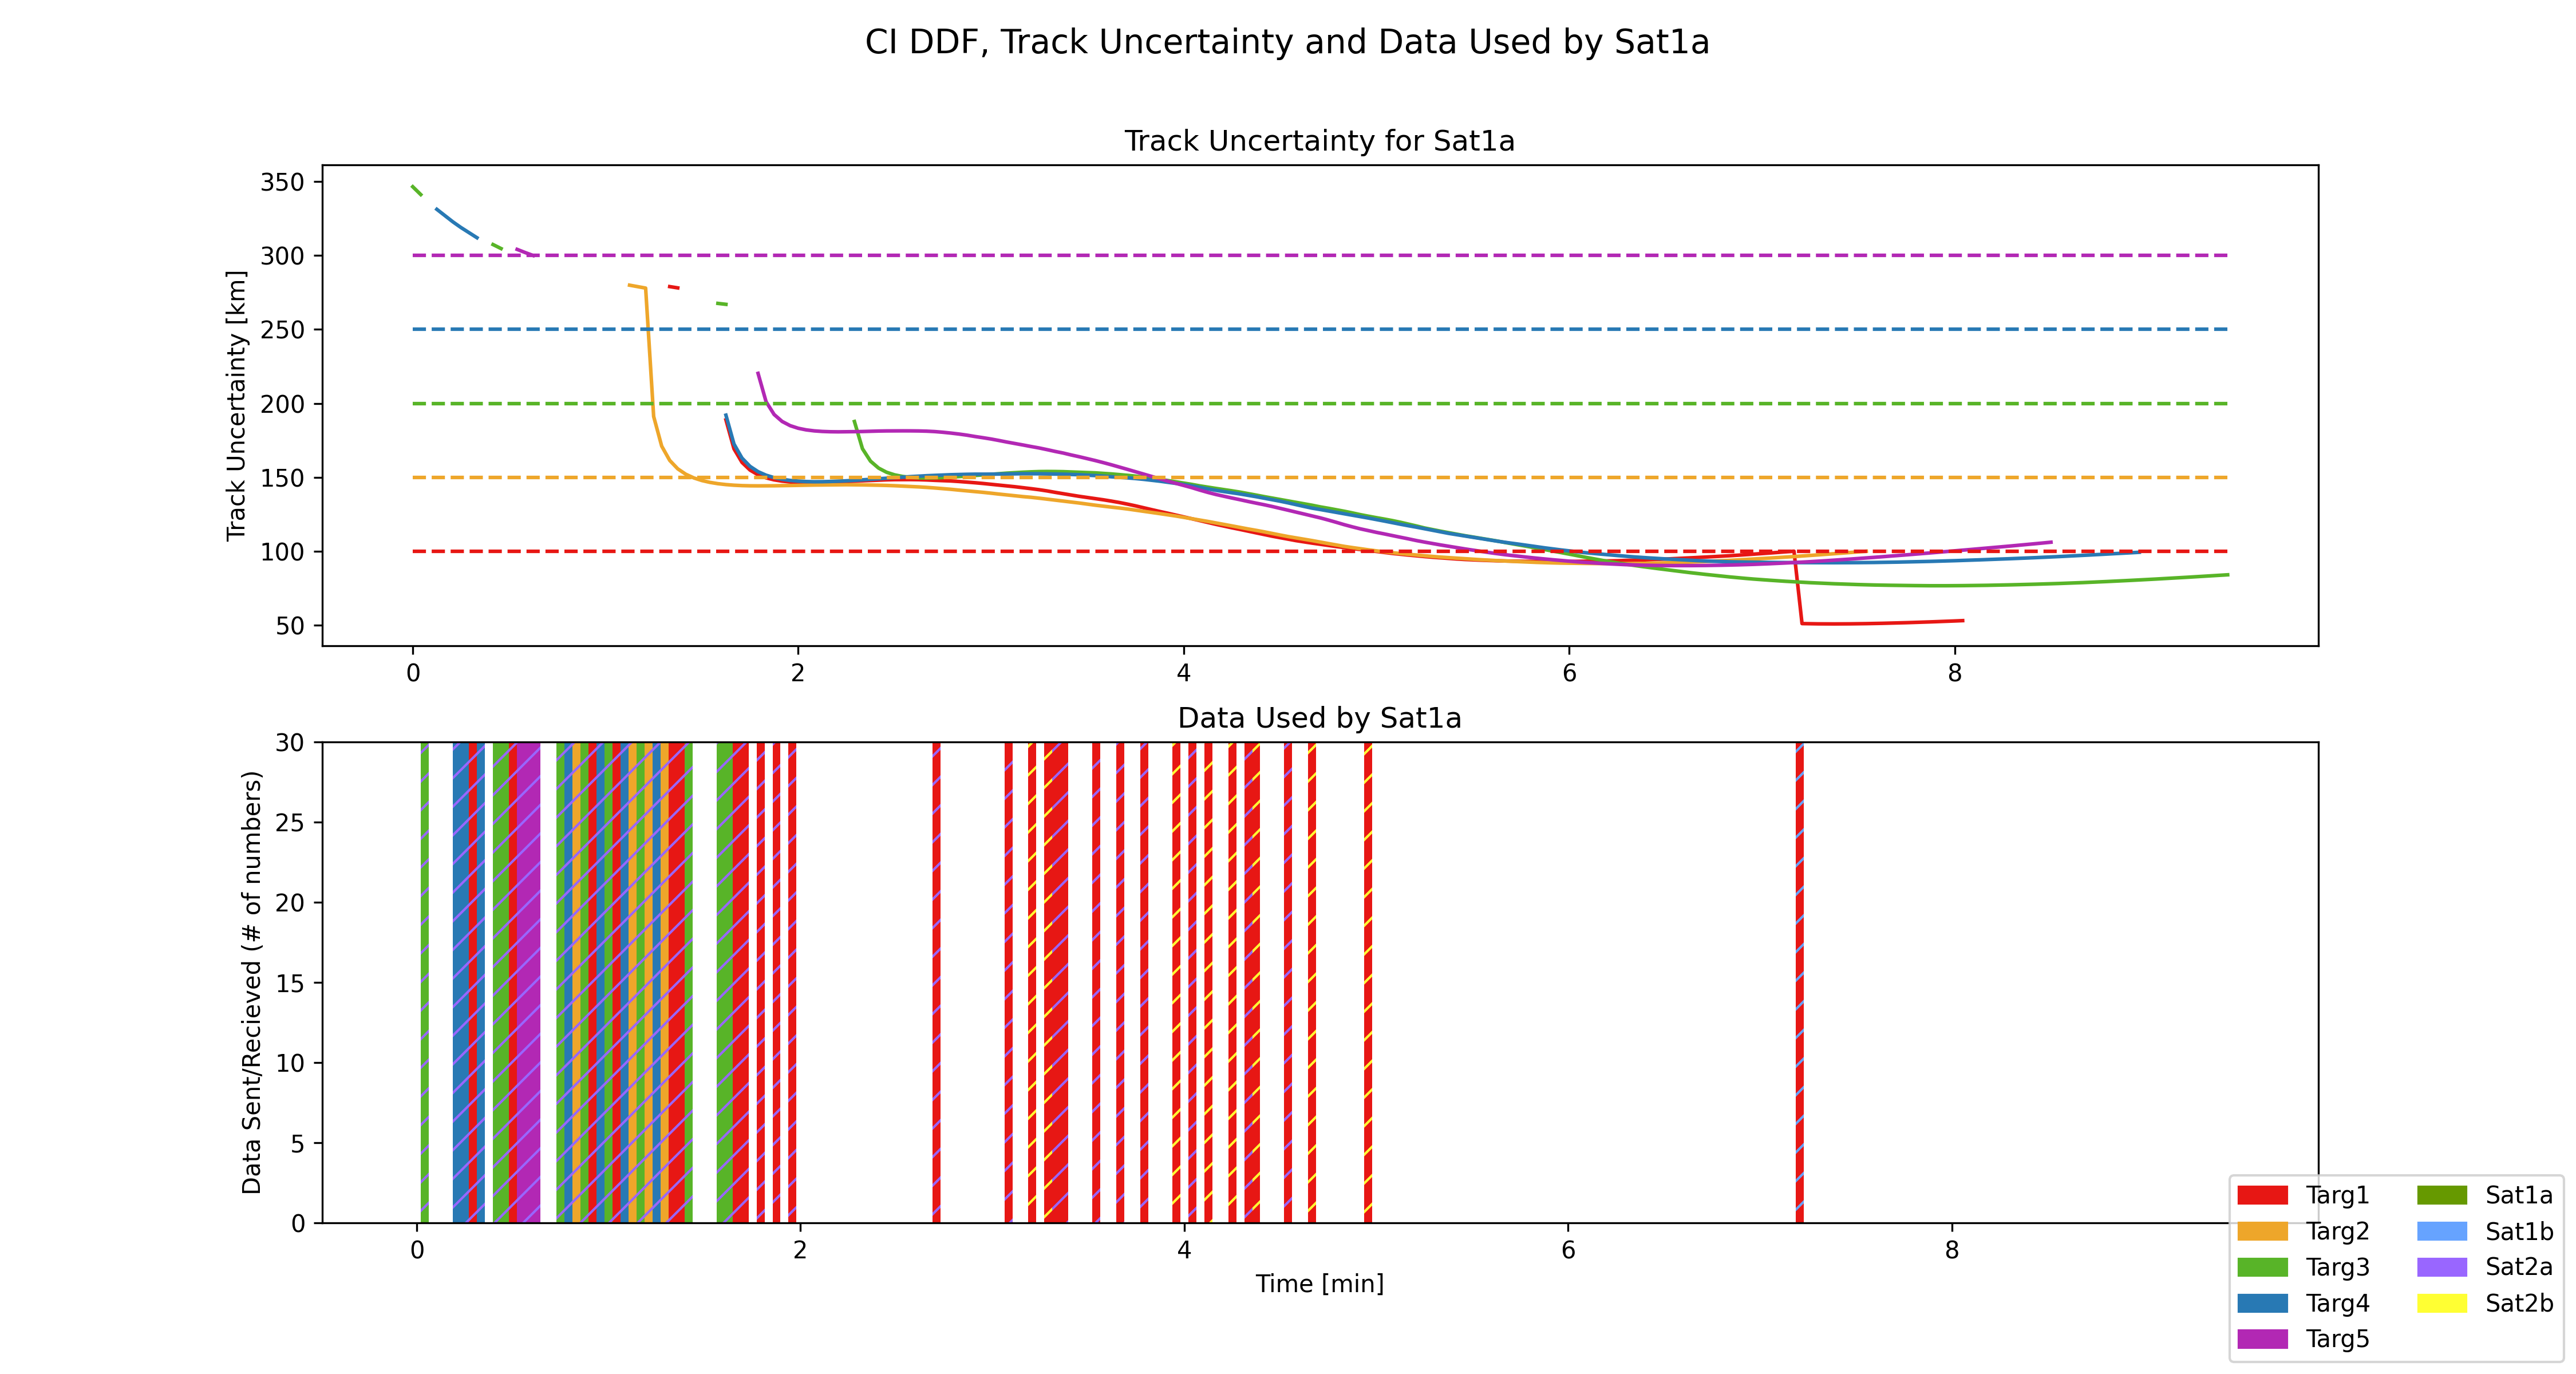 CI DDF, Track Uncertainty and Data Used by Sat1a
Track Uncertainty for Sat1a
Track Uncertainty [km]
350
300
250
200
150
100
50
0 2 4 6 8
Data Used by Sat1a
Data Sent/Recieved (# of numbers)
30
25
20
15
10
5
0
0 2 4 6 8
Time [min]
Targ1 Sat1a
Targ2 Sat1b
Targ3 Sat2a
Targ4 Sat2b
Targ5